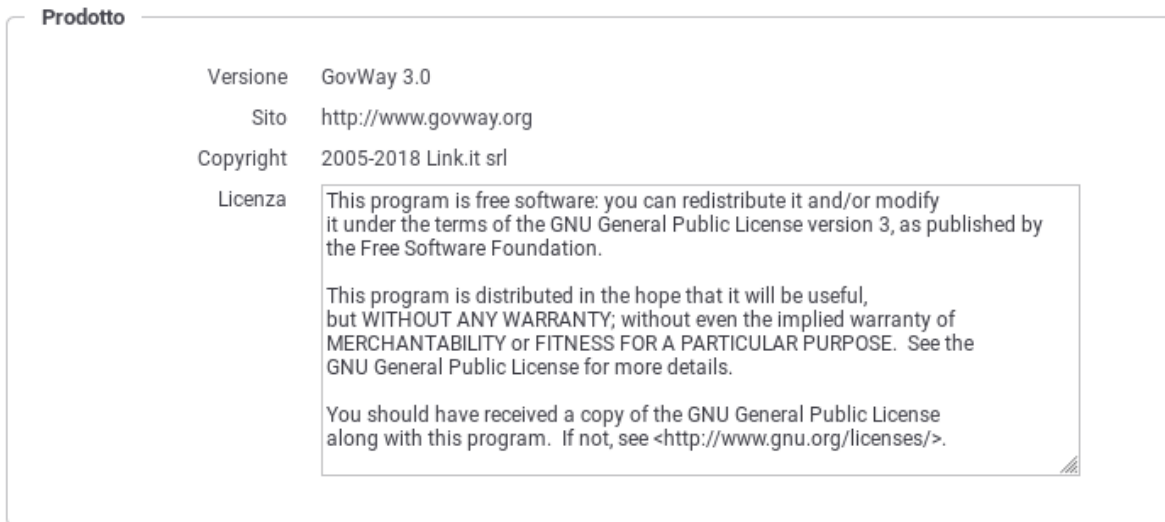 Prodotto
Versione GovWay 3.0
Sito http://www.govway.org
Copyright 2005-2018 Link.it srl
Licenza This program is free software: you can redistribute it and/or modify
it under the terms of the GNU General Public License version 3, as published by
the Free Software Foundation.
This program is distributed in the hope that it will be useful,
but WITHOUT ANY WARRANTY; without even the implied warranty of
MERCHANTABILITY or FITNESS FOR A PARTICULAR PURPOSE.  See the
GNU General Public License for more details.
You should have received a copy of the GNU General Public License
along with this program.  If not, see <http://www.gnu.org/licenses/>.